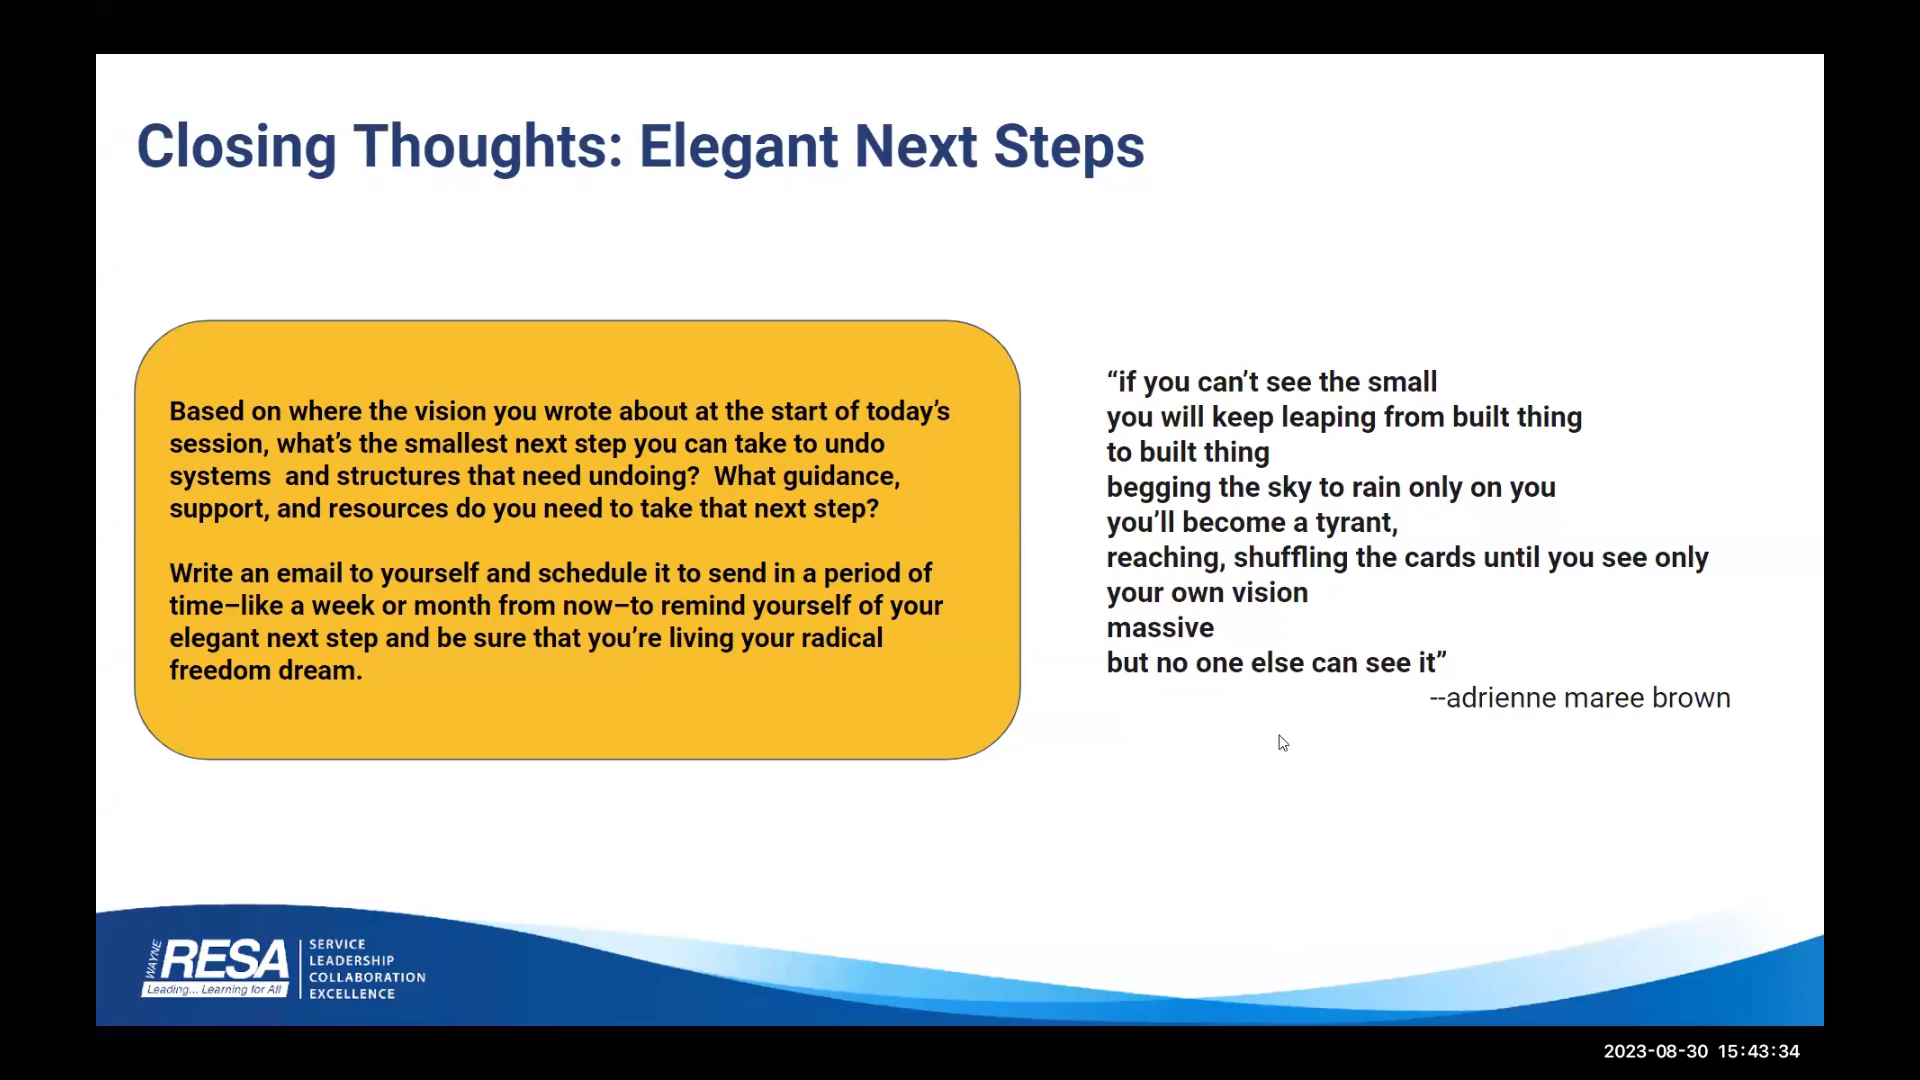 Closing Thoughts: Elegant Next Steps
Based on where the vision you wrote about at the start of today’s
session, what’s the smallest next step you can take to undo
systems  and structures that need undoing?  What guidance,
support, and resources do you need to take that next step?
Write an email to yourself and schedule it to send in a period of
time–like a week or month from now–to remind yourself of your
elegant next step and be sure that you’re living your radical
freedom dream.
“if you can’t see the small
you will keep leaping from built thing
to built thing
begging the sky to rain only on you
you’ll become a tyrant,
reaching, shuffling the cards until you see only
your own vision
massive
but no one else can see it”
--adrienne maree brown
WAYNE
RESA
Leading... Learning for All
SERVICE
LEADERSHIP
COLLABORATION
EXCELLENCE
2023-08-30 15:43:34